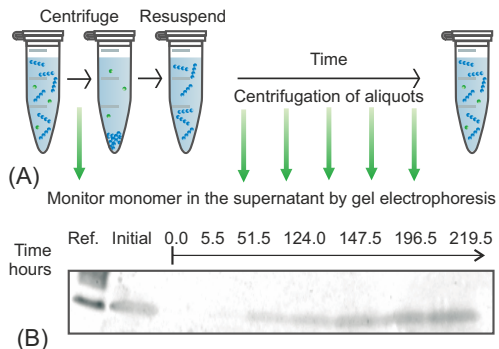 Centrifuge Resuspend
Time
Centrifugation of aliquots
(A)
Monitor monomer in the supernatant by gel electrophoresis
Ref. Initial 0.0 5.5 51.5 124.0 147.5 196.5 219.5
Time
hours
(B)